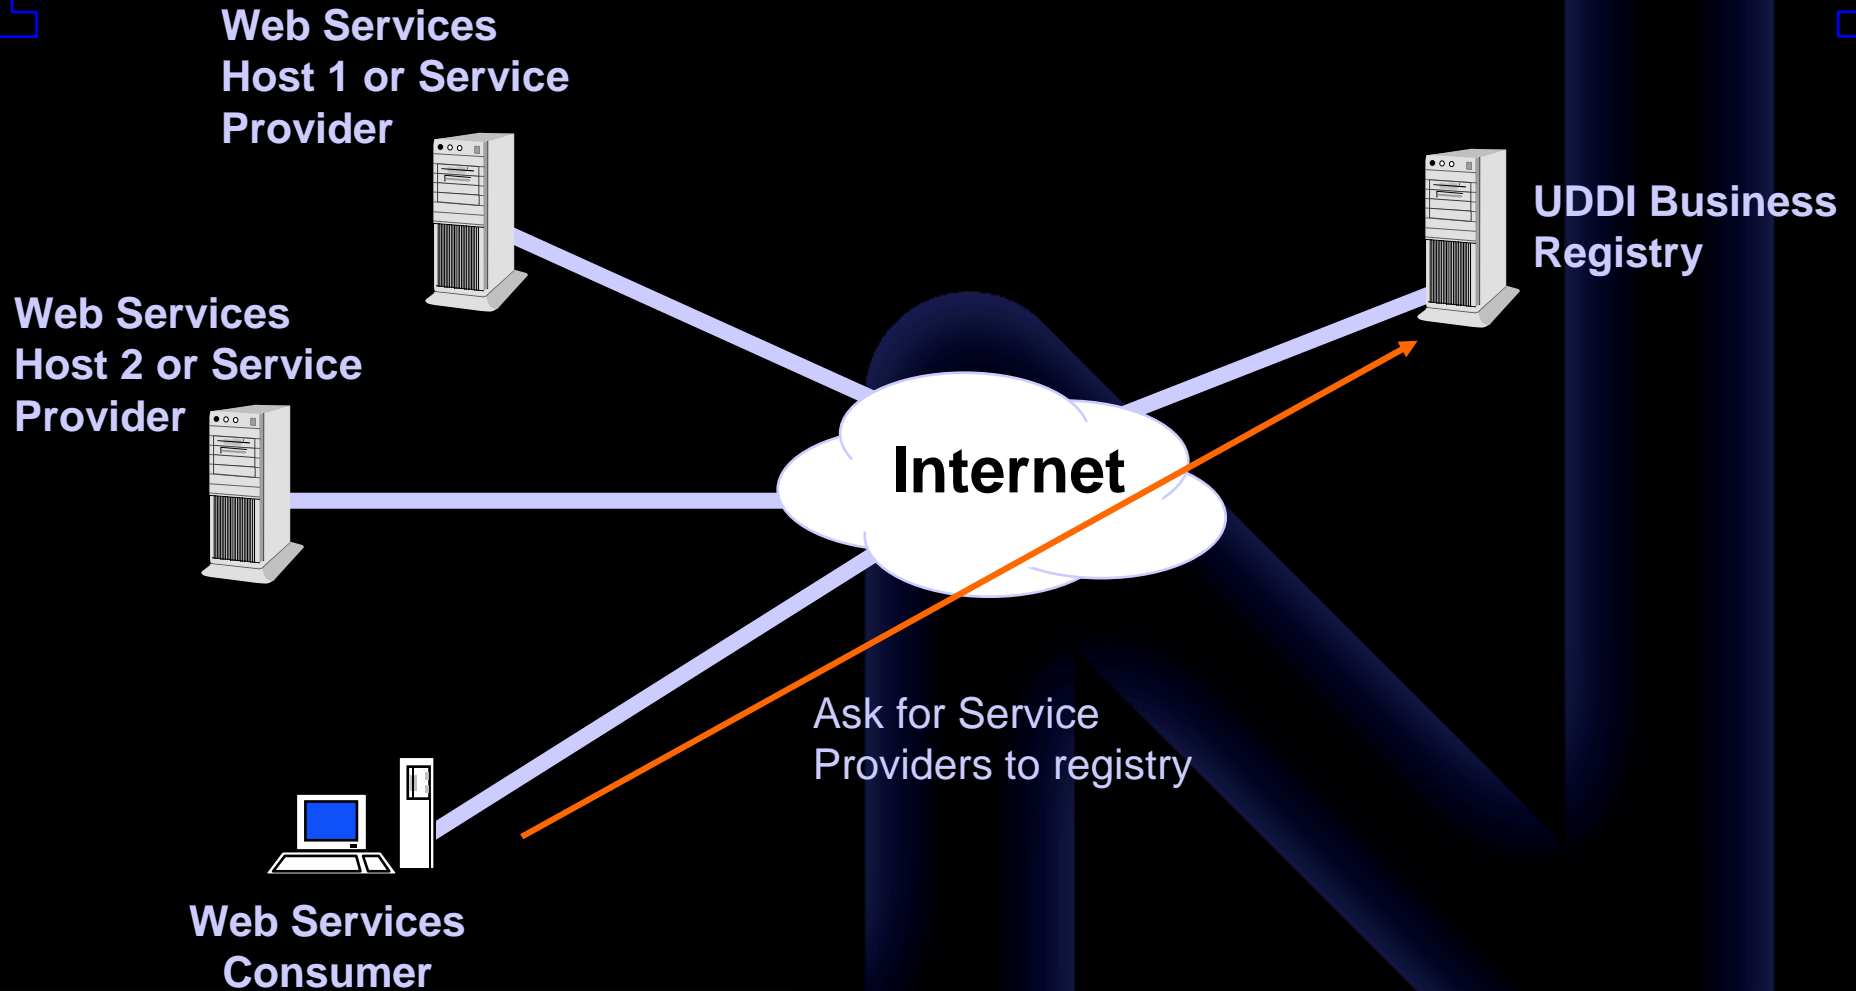 Web Services
Host 1 or Service
Provider
UDDI Business
Registry
Web Services
Host 2 or Service
Provider
Internet
Ask for Service
Providers to registry
Web Services
Consumer